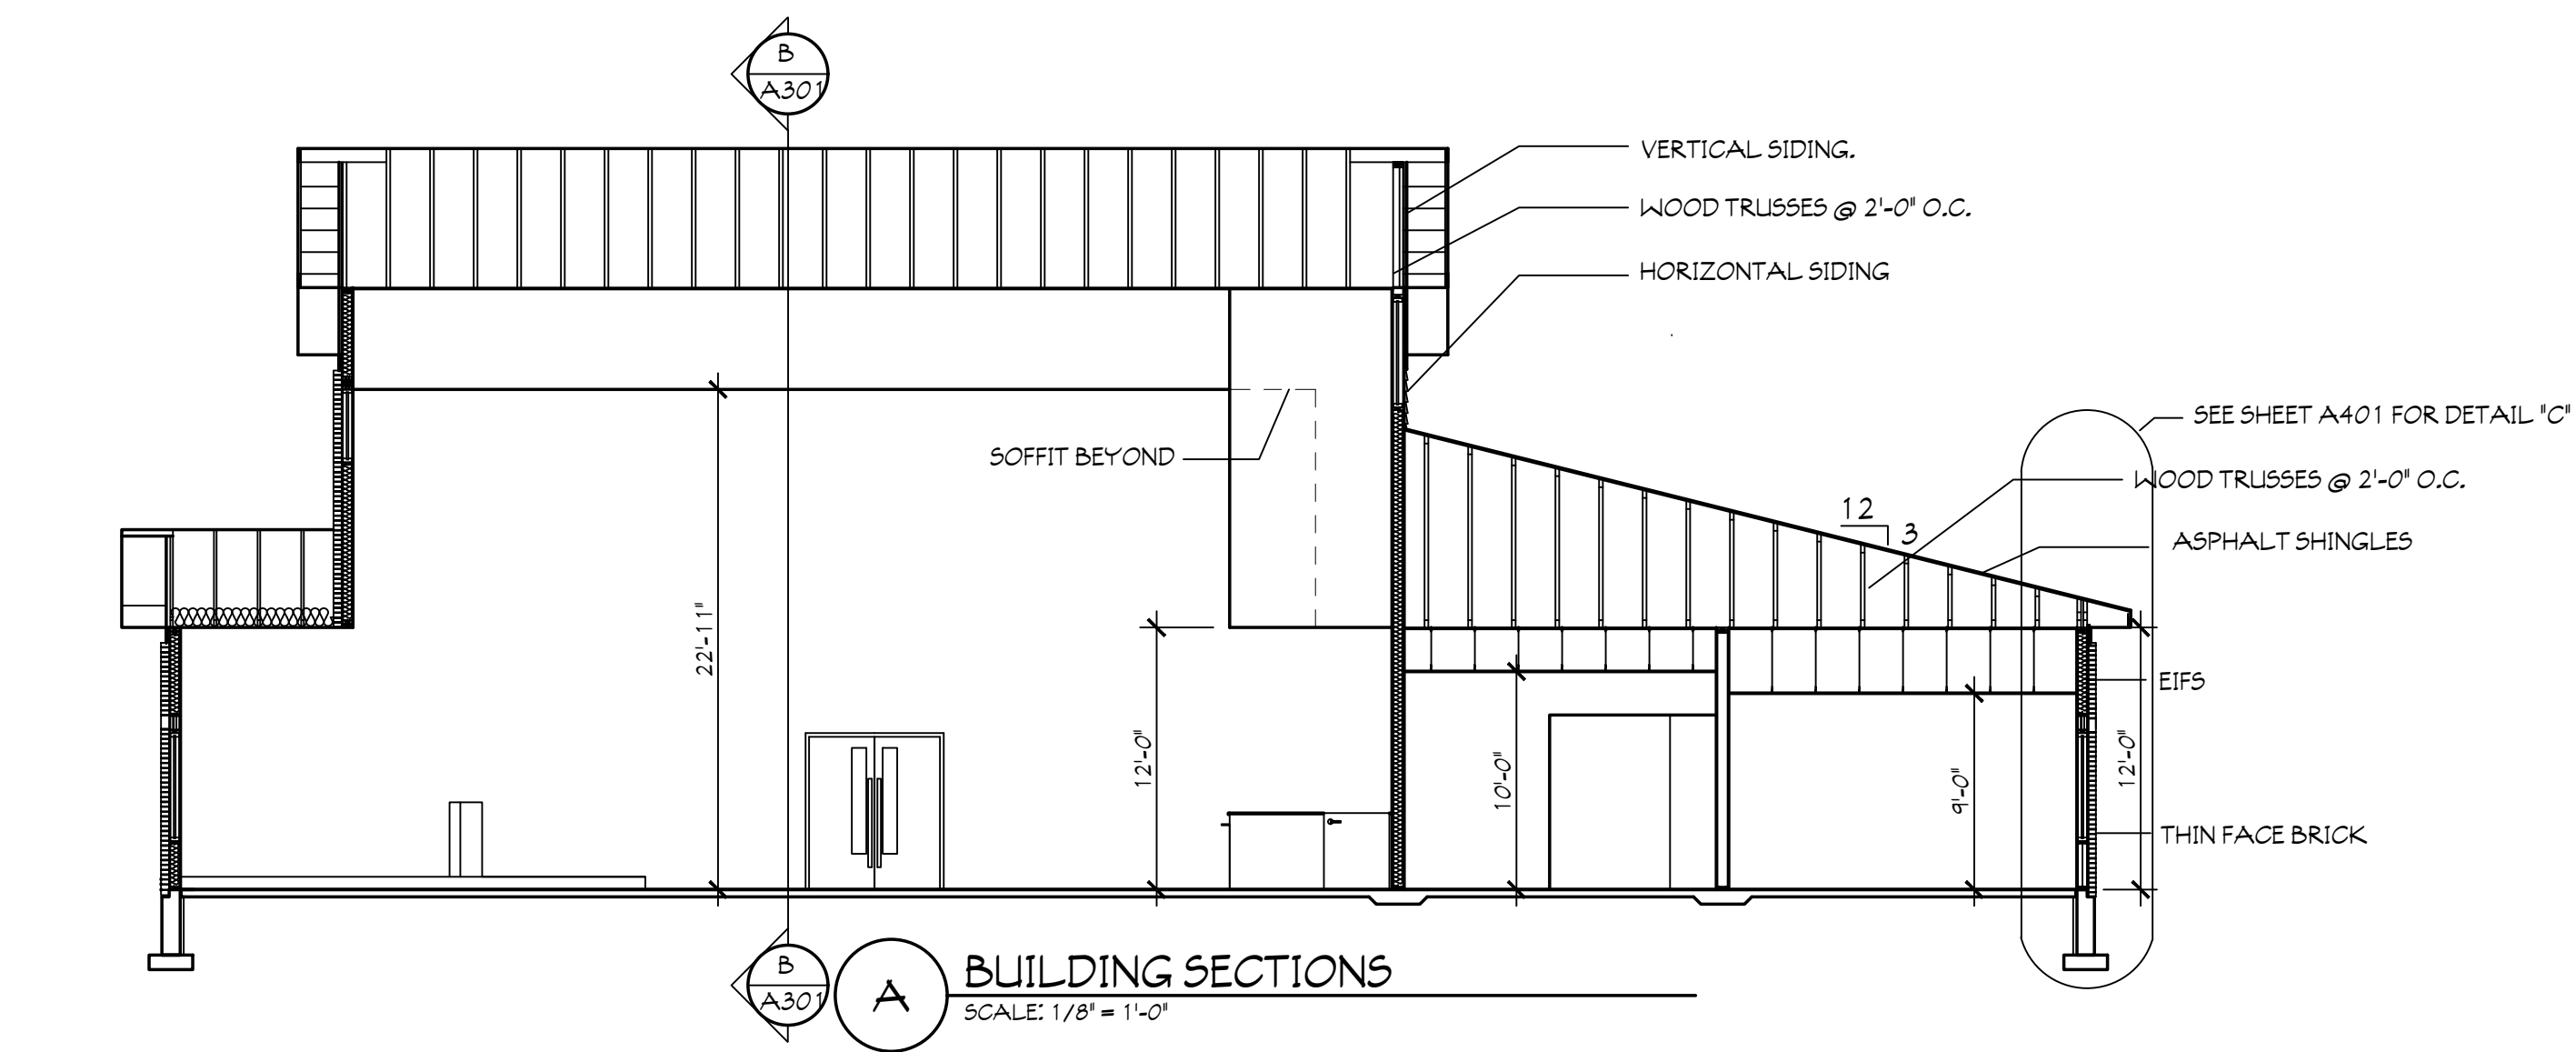 B
A301
VERTICAL SIDING.
WOOD TRUSSES @ 2'-0" O.C.
HORIZONTAL SIDING
SEE SHEET A401 FOR DETAIL "C"
SOFFIT BEYOND
WOOD TRUSSES @ 2'-0" O.C.
12
3
ASPHALT SHINGLES
22'-11"
12'-0"
10'-0"
9'-0"
12'-0"
EIFS
THIN FACE BRICK
B
A301
A
BUILDING SECTIONS
SCALE: 1/8" = 1'-0"